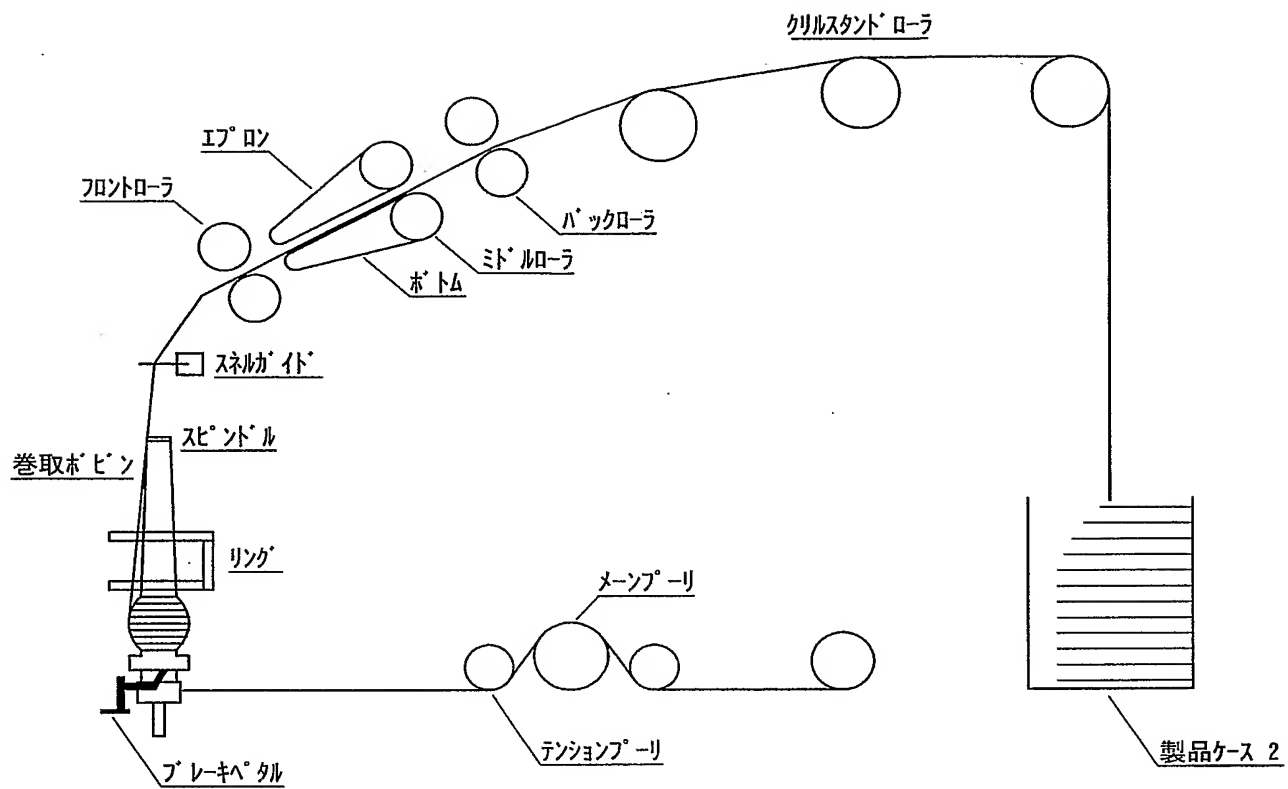 クリルスタンドローラ
エプロン
フロントローラ
バックローラ
ミドルローラ
ボトム
スネルガイド
スピンドル
巻取ボビン
リング
メーンプーリ
テンションプーリ
製品ケース 2
ブレーキペタル